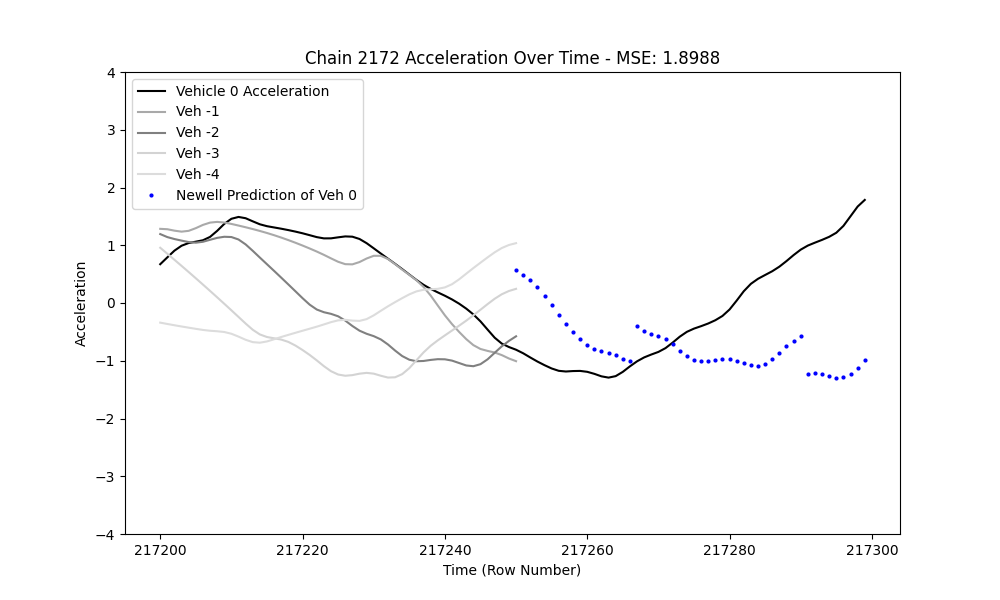 Chain 2172 Acceleration Over Time - MSE: 1.8988
4
3
2
1
0
−1
−2
−3
−4
Acceleration
Vehicle 0 Acceleration
Veh -1
Veh -2
Veh -3
Veh -4
Newell Prediction of Veh 0
217200 217220 217240 217260 217280 217300
Time (Row Number)